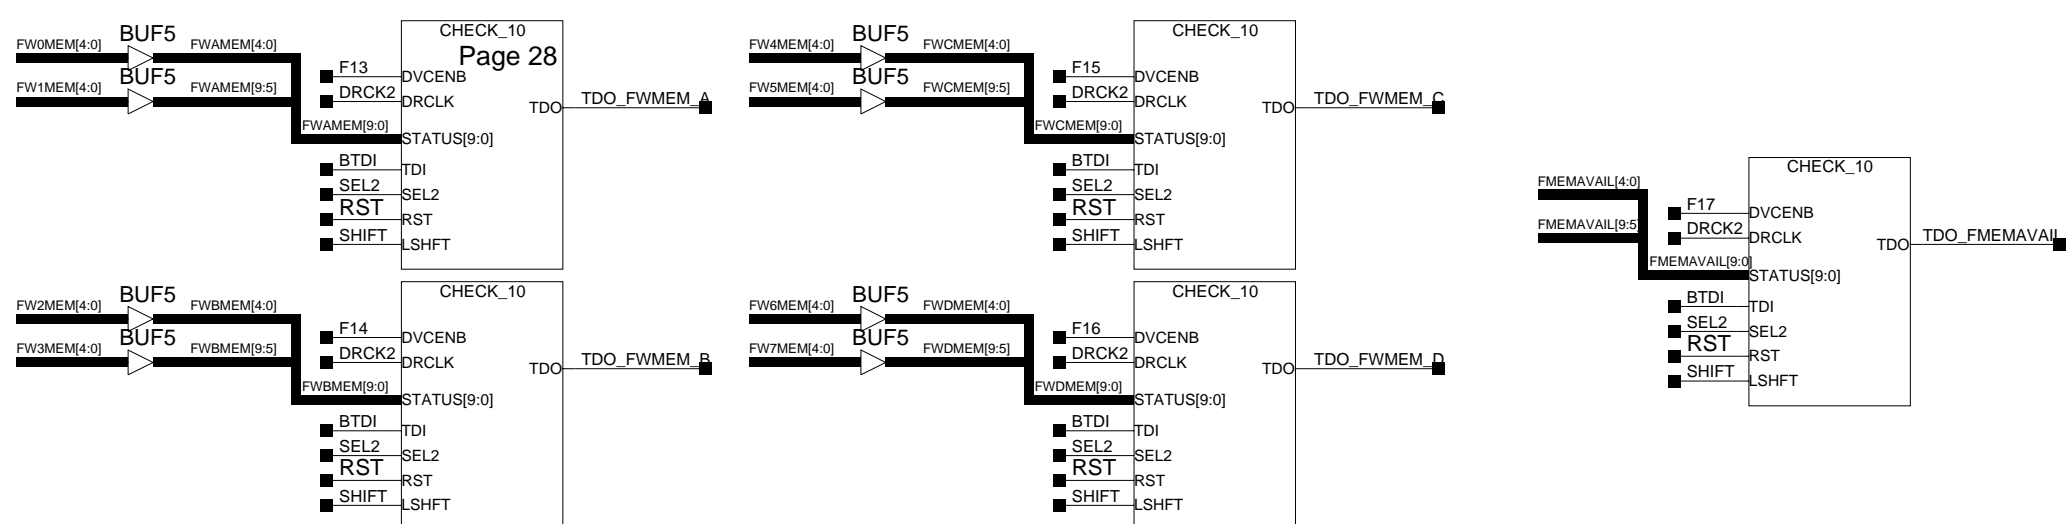 CHECK_10
Page 28
BUF5
FW0MEM[4:0]
FWAMEM[4:0]
BUF5
FW1MEM[4:0]
FWAMEM[9:5]
FWAMEM[9:0]
F13
DVCENB
DRCK2
DRCLK
STATUS[9:0]
BTDI
TDI
SEL2
SEL2
RST
RST
SHIFT
LSHFT
TDO
TDO_FWMEM_A
CHECK_10
BUF5
FW4MEM[4:0]
FWCMEM[4:0]
BUF5
FW5MEM[4:0]
FWCMEM[9:5]
FWCMEM[9:0]
F15
DVCENB
DRCK2
DRCLK
STATUS[9:0]
BTDI
TDI
SEL2
SEL2
RST
RST
SHIFT
LSHFT
TDO
TDO_FWMEM_C
CHECK_10
BUF5
FW2MEM[4:0]
FWBMEM[4:0]
BUF5
FW3MEM[4:0]
FWBMEM[9:5]
FWBMEM[9:0]
F14
DVCENB
DRCK2
DRCLK
STATUS[9:0]
BTDI
TDI
SEL2
SEL2
RST
RST
SHIFT
LSHFT
TDO
TDO_FWMEM_B
CHECK_10
BUF5
FW6MEM[4:0]
FWDMEM[4:0]
BUF5
FW7MEM[4:0]
FWDMEM[9:5]
FWDMEM[9:0]
F16
DVCENB
DRCK2
DRCLK
STATUS[9:0]
BTDI
TDI
SEL2
SEL2
RST
RST
SHIFT
LSHFT
TDO
TDO_FWMEM_D
CHECK_10
FMEMAVAIL[4:0]
FMEMAVAIL[9:5]
FMEMAVAIL[9:0]
F17
DVCENB
DRCK2
DRCLK
STATUS[9:0]
BTDI
TDI
SEL2
SEL2
RST
RST
SHIFT
LSHFT
TDO
TDO_FMEMAVAIL